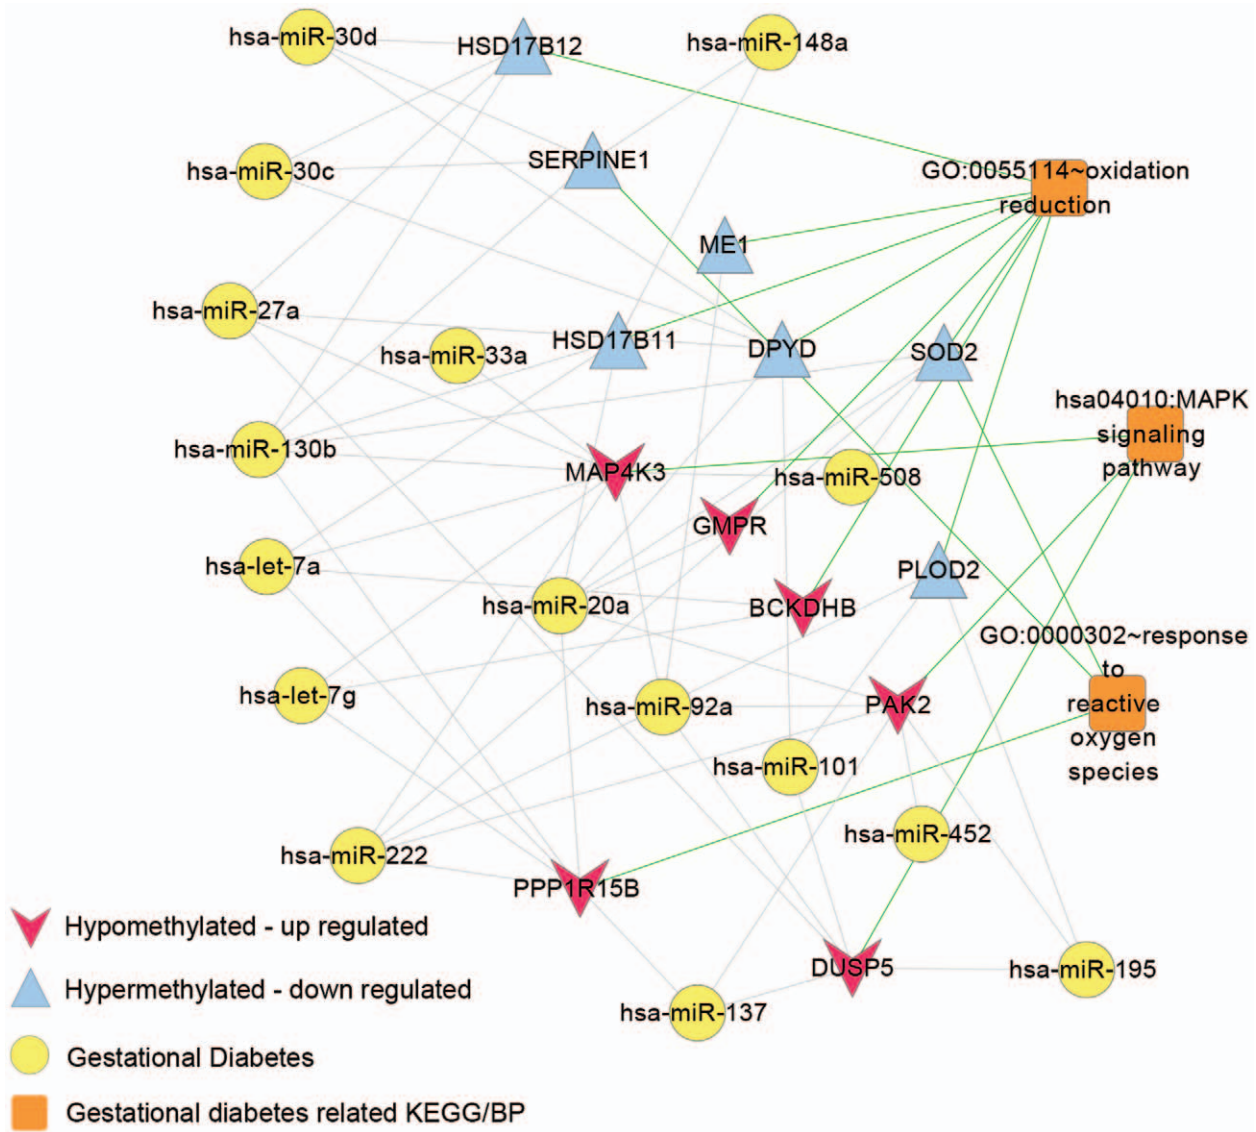 hsa-miR-30d
HSD17B12
hsa-miR-148a
SERPINE1
hsa-miR-30c
GO:0055114~oxidation
reduction
ME1
hsa-miR-27a
HSD17B11
hsa-miR-33a
DPYD
SOD2
hsa04010:MAPK
signaling
pathway
hsa-miR-130b
MAP4K3
hsa-miR-508
GMPR
hsa-let-7a
PLOD2
hsa-miR-20a
BCKDHB
GO:0000302~response
to
reactive
oxygen
species
hsa-let-7g
hsa-miR-92a
PAK2
hsa-miR-101
hsa-miR-452
hsa-miR-222
PPP1R15B
DUSP5
hsa-miR-195
hsa-miR-137
Hypomethylated - up regulated
Hypermethylated - down regulated
Gestational Diabetes
Gestational diabetes related KEGG/BP